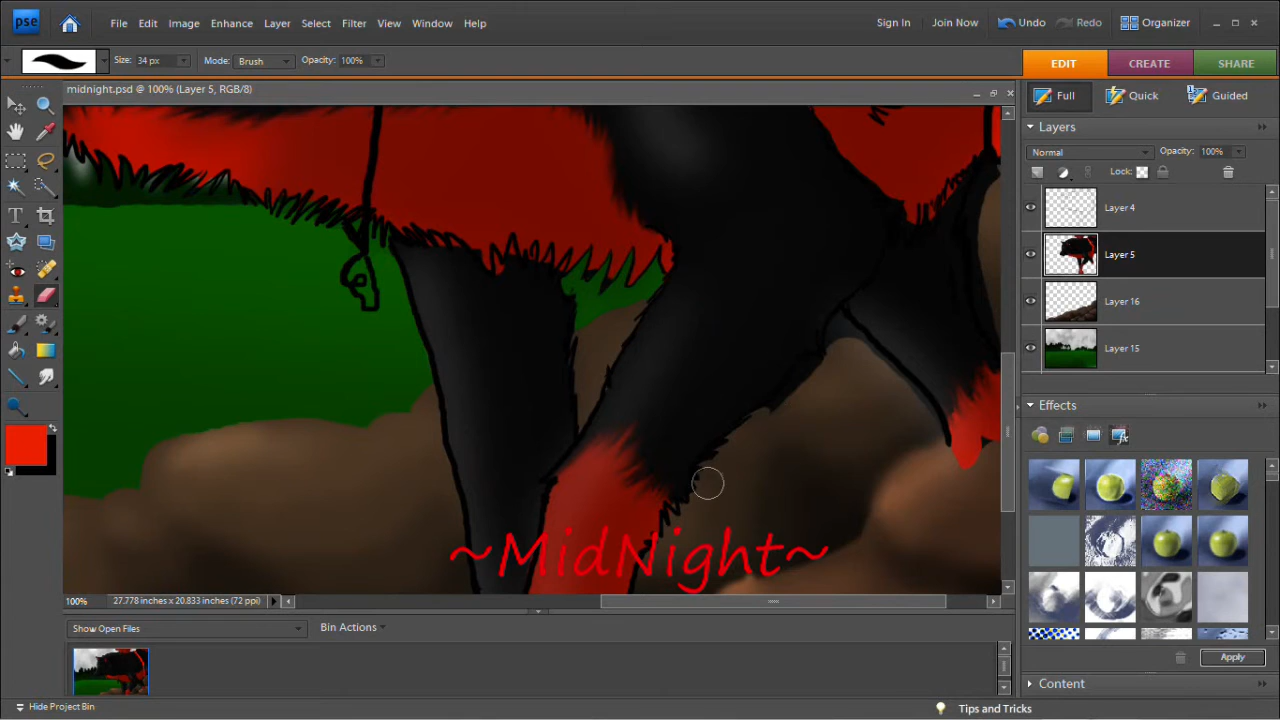 pse File Edit Image Enhance Layer Select Filter View Window Help Sign In Join Now Undo Redo Organizer
Size: 34 px Mode: Brush Opacity: 100% EDIT CREATE SHARE
midnight.psd @ 100% (Layer 5, RGB/8) Full Quick Guided
Layers
Normal Opacity: 100%
Lock:
Layer 4
Layer 5
Layer 16
Layer 15
Effects
~MidNight~
100% 27.778 inches x 20.833 inches (72 ppi)
Show Open Files Bin Actions
Apply
Content
Hide Project Bin Tips and Tricks